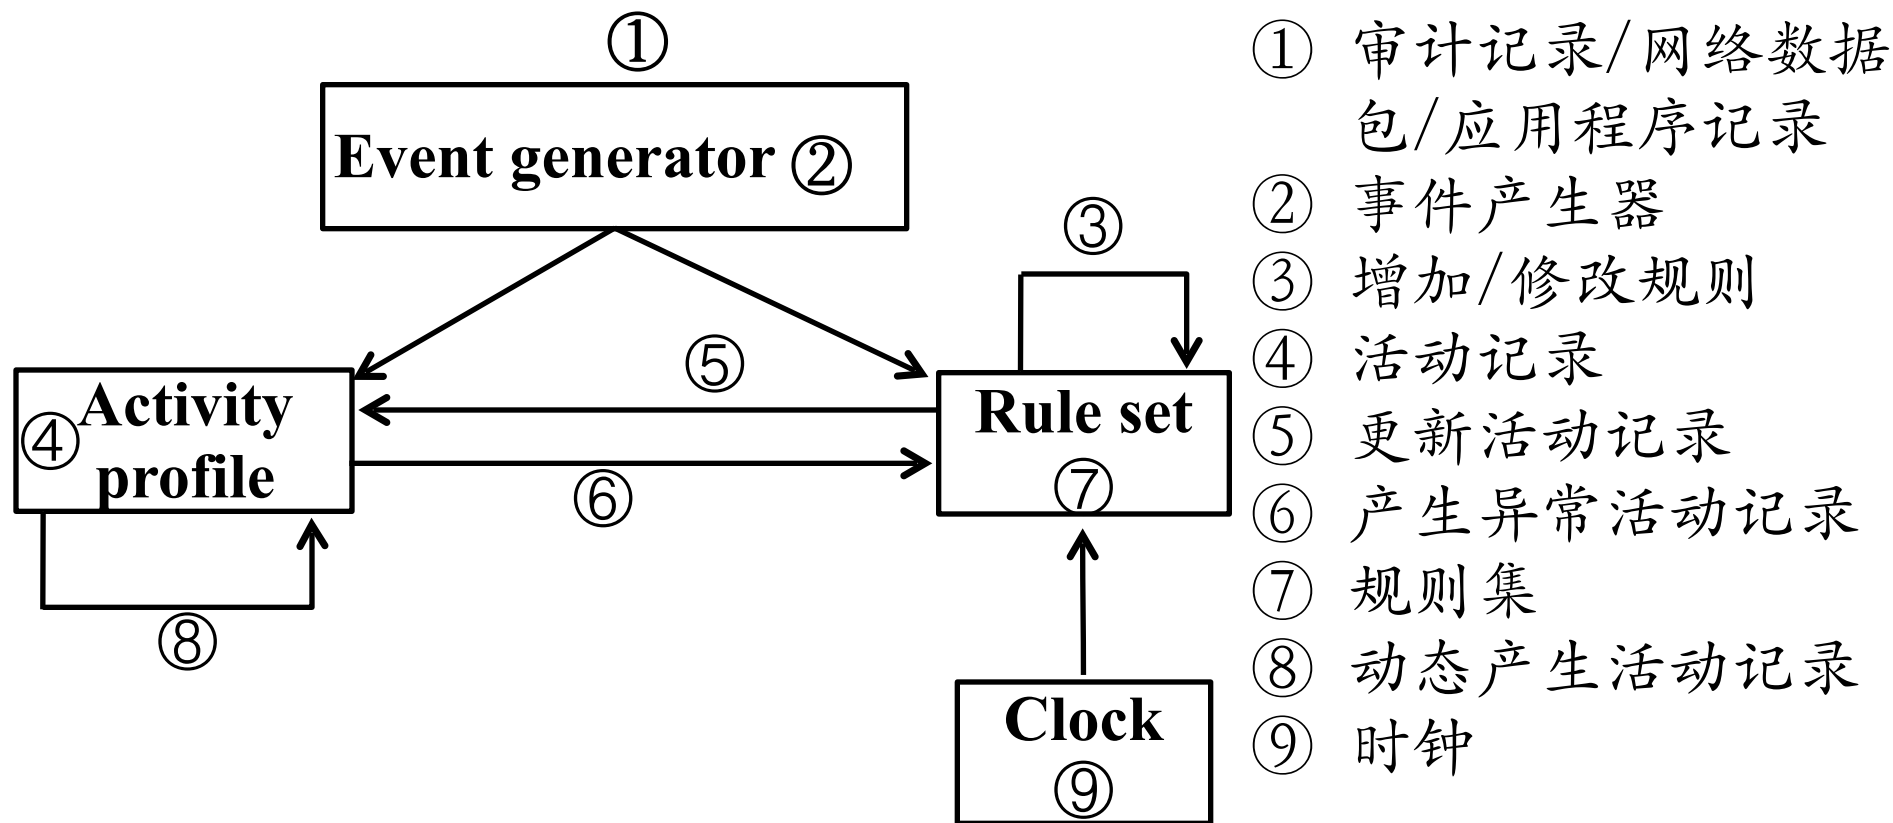 ①
Event generator ②
③
⑤
④ Activity
profile
Rule set
⑦
⑥
⑧
Clock
⑨
① 审计记录/网络数据
包/应用程序记录
② 事件产生器
③ 增加/修改规则
④ 活动记录
⑤ 更新活动记录
⑥ 产生异常活动记录
⑦ 规则集
⑧ 动态产生活动记录
⑨ 时钟